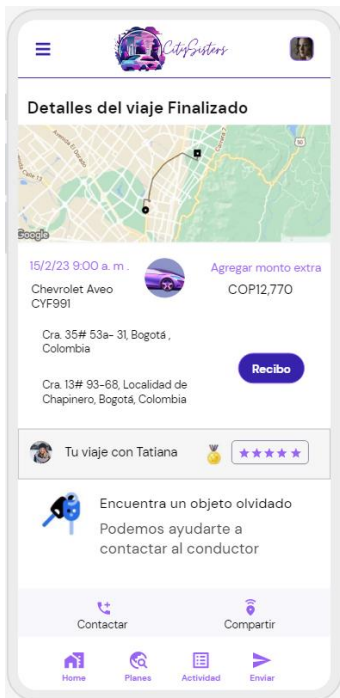 CitySisters
Detalles del viaje Finalizado
Google
15/2/23 9:00 a. m .
Agregar monto extra
Chevrolet Aveo
CYF991
COP12,770
Cra. 35# 53a- 31, Bogotá ,
Colombia
Recibo
Cra. 13# 93-68, Localidad de
Chapinero, Bogotá, Colombia
Tu viaje con Tatiana
Encuentra un objeto olvidado
Podemos ayudarte a
contactar al conductor
Contactar
Compartir
Home
Planes
Actividad
Enviar